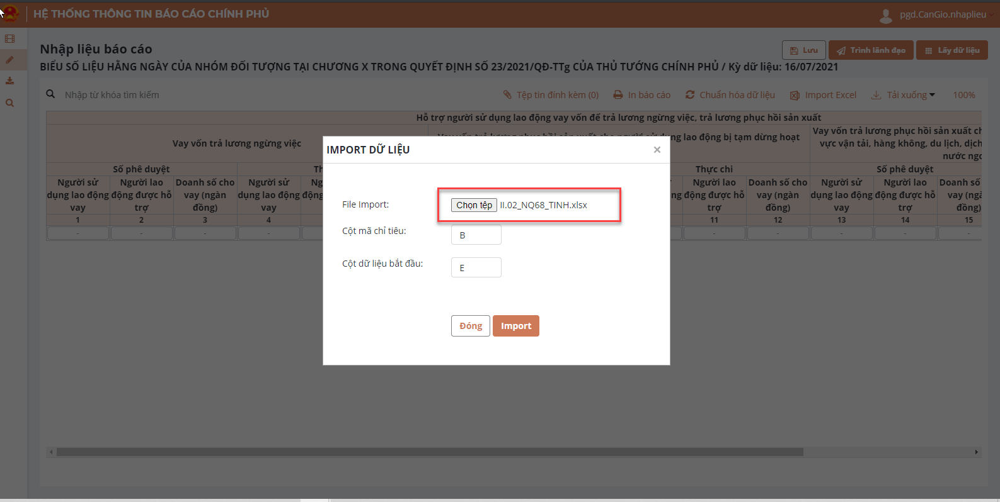 HỆ THỐNG THÔNG TIN BÁO CÁO CHÍNH PHỦ
pgd.CanGio.nhaplieu
Nhập liệu báo cáo
Lưu
Trình lãnh đạo
Lấy dữ liệu
BIỂU SỐ LIỆU HẰNG NGÀY CỦA NHÓM ĐỐI TƯỢNG TẠI CHƯƠNG X TRONG QUYẾT ĐỊNH SỐ 23/2021/QĐ-TTg CỦA THỦ TƯỚNG CHÍNH PHỦ / Kỳ dữ liệu: 16/07/2021
Nhập từ khóa tìm kiếm
Tệp tin đính kèm (0)
In báo cáo
Chuẩn hóa dữ liệu
Import Excel
Tải xuống
100%
Hỗ trợ người sử dụng lao động vay vốn để trả lương ngừng việc, trả lương phục hồi sản xuất
Vay vốn trả lương ngừng việc
lao động bị tạm dừng hoạt
Vay vốn trả lương phục hồi sản xuất
vực vận tải, hàng không, du lịch, dịch
nước
Số phê duyệt
Thực chi
Số phê duyệt
Người sử dụng lao động vay
Người lao động được hỗ trợ
Doanh số cho vay (ngàn đồng)
Người sử dụng lao động vay
Người lao động được hỗ trợ
Doanh số cho vay (ngàn đồng)
Người sử dụng lao động vay
Người lao động được hỗ trợ
Doanh số
vay
đồng)
1 2 3 4 11 12 13 14 15
- - - - - - - - -
IMPORT DỮ LIỆU
×
File Import:
Chọn tệp II.02_NQ68_TINH.xlsx
Cột mã chỉ tiêu:
B
Cột dữ liệu bắt đầu:
E
Đóng
Import